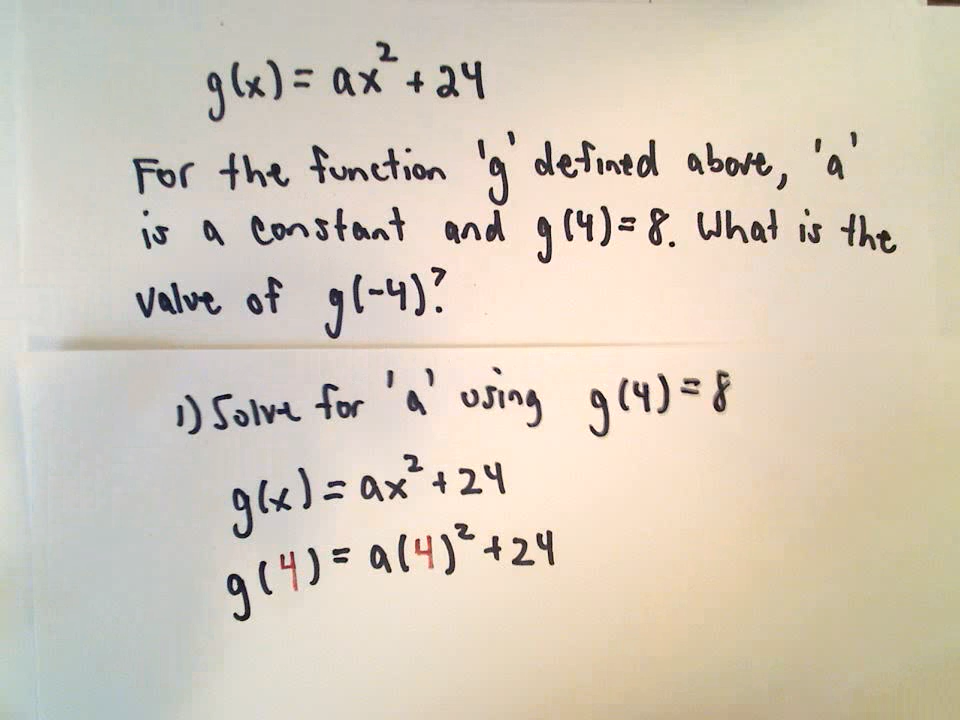 g(x) = ax² + 24
For the function 'g' defined above, 'a'
is a constant and g(4) = 8. What is the
value of g(-4)?
1) Solve for 'a' using g(4) = 8
g(x) = ax² + 24
g(4) = a(4)² + 24